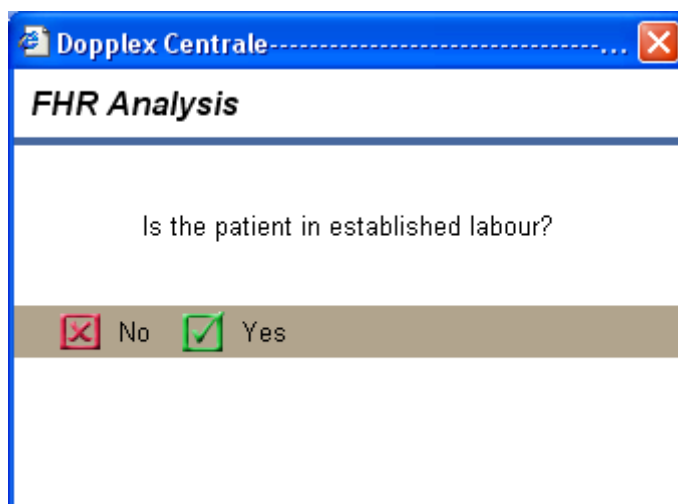 Dopplex Centrale----------------------------------...
FHR Analysis
Is the patient in established labour?
No Yes